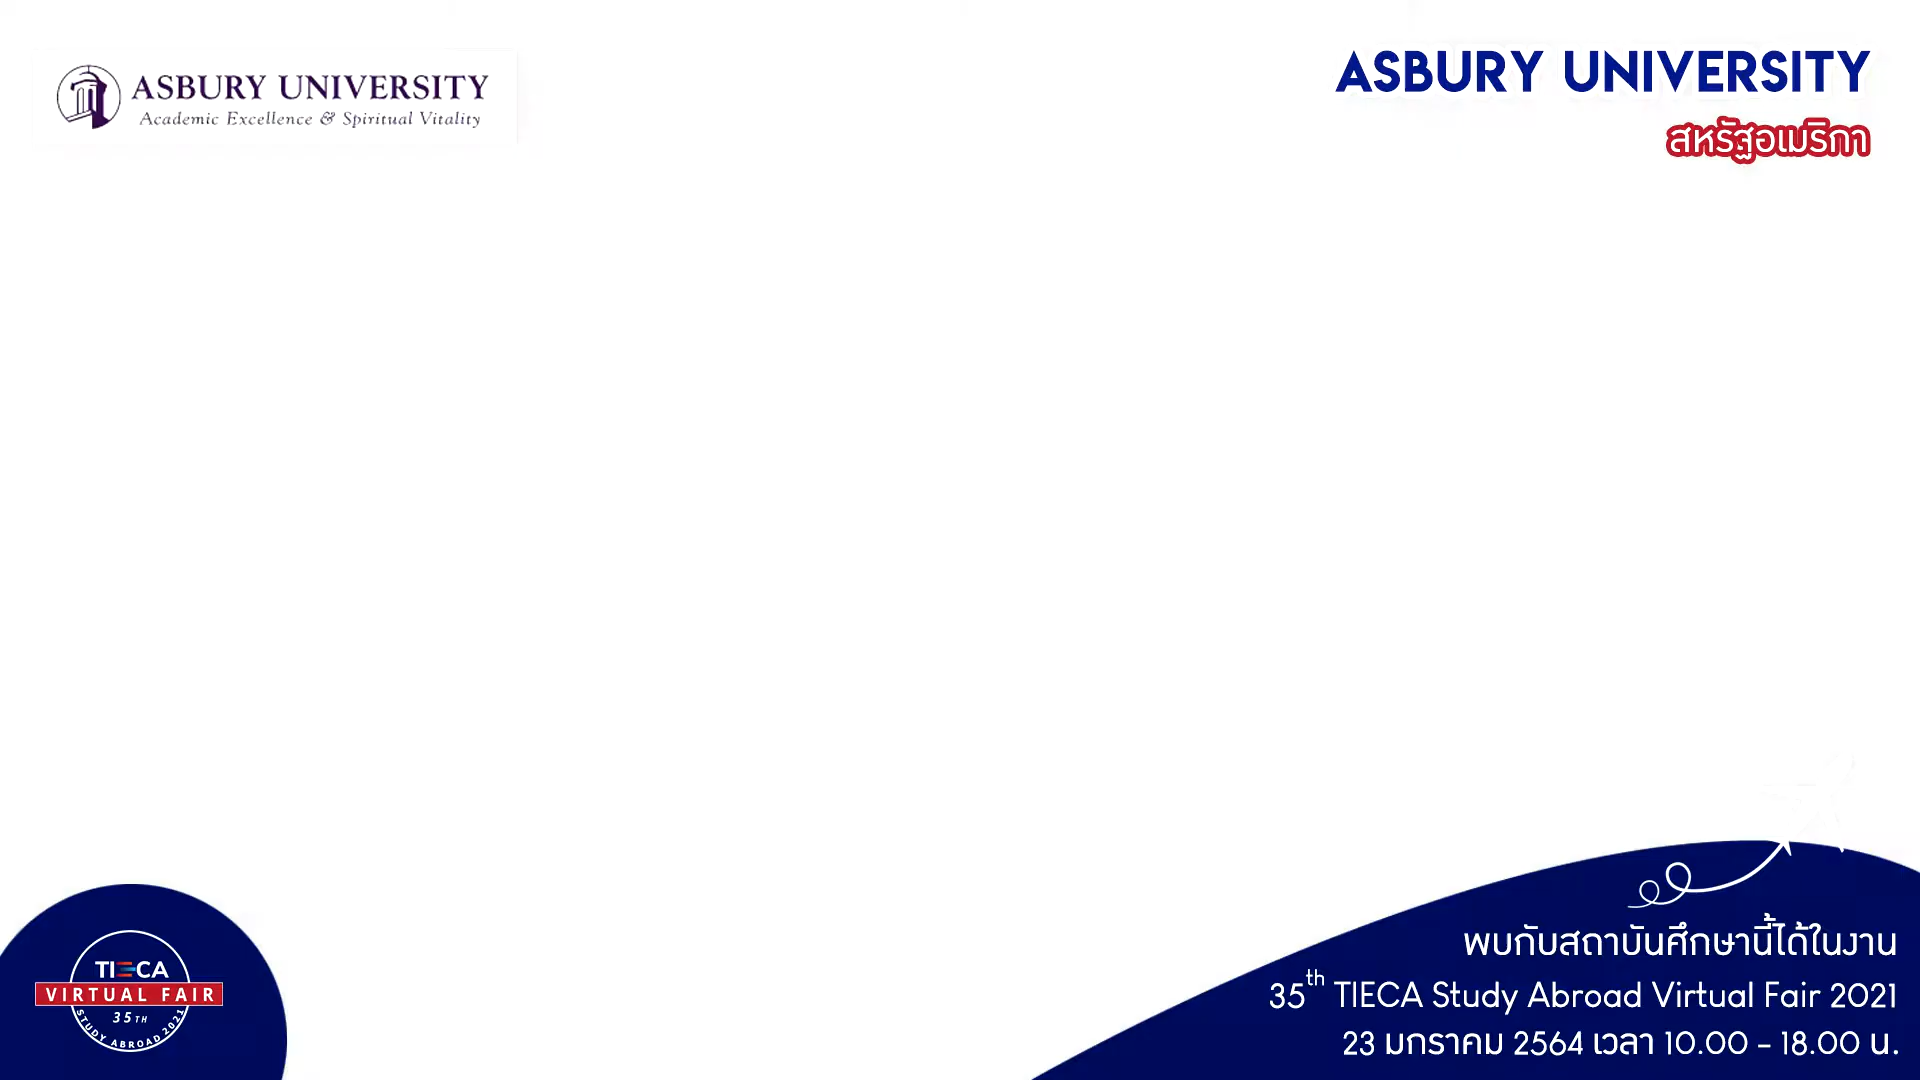 ASBURY UNIVERSITY
Academic Excellence & Spiritual Vitality
ASBURY UNIVERSITY
สหรัฐอเมริกา
TIECA
VIRTUAL FAIR
35TH
STUDY ABROAD 2021
พบกับสถาบันศึกษานี้ได้ในงาน
35th TIECA Study Abroad Virtual Fair 2021
23 มกราคม 2564 เวลา 10.00 - 18.00 น.